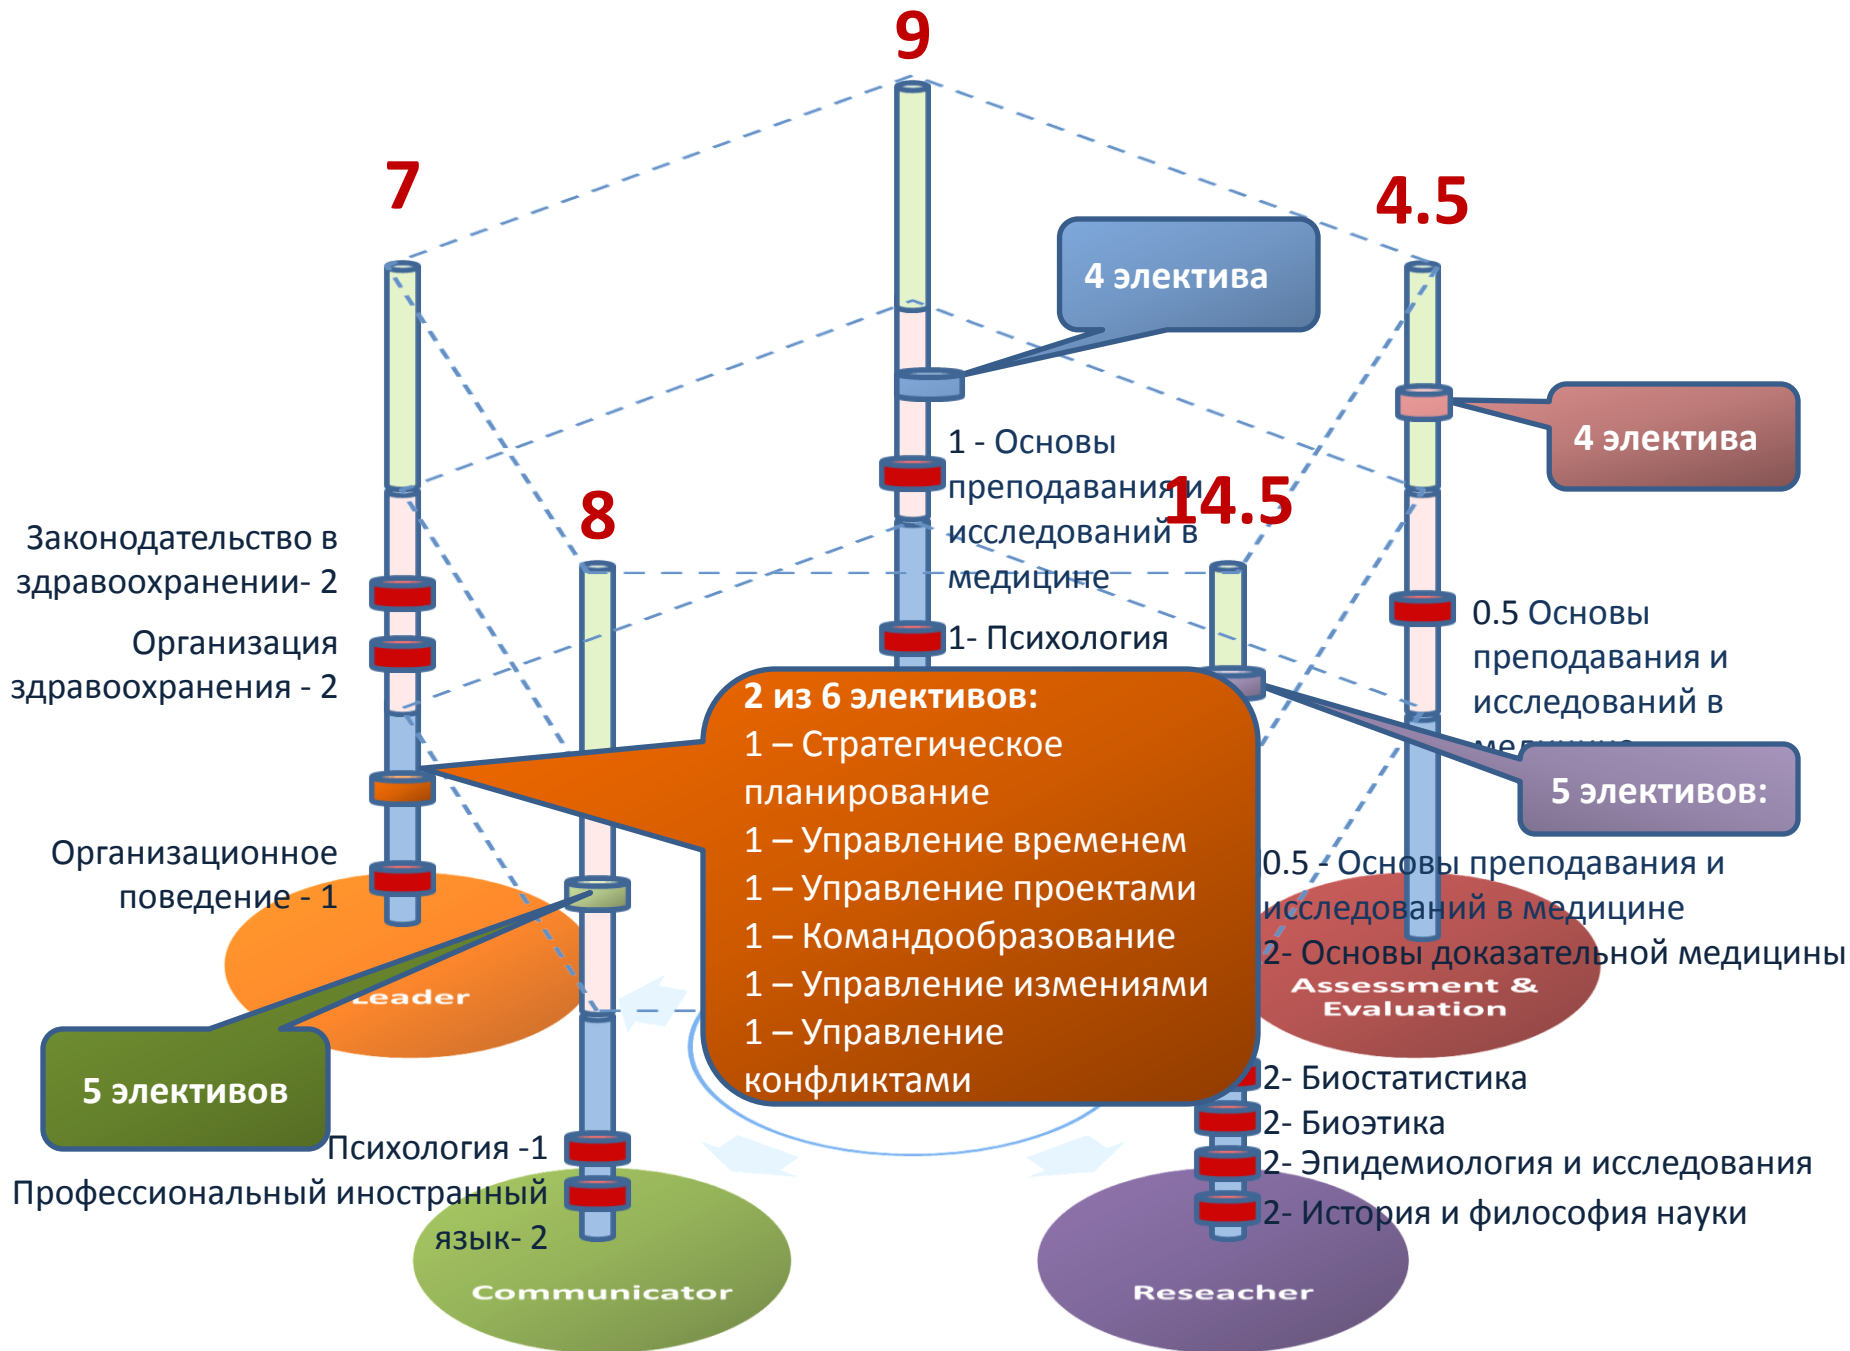 9
7
4.5
4 электива
4 электива
1 - Основы
преподавания и
исследований в
медицине
14.5
8
Законодательство в
здравоохранении- 2
Организация
здравоохранения - 2
1- Психология
0.5 Основы
преподавания и
исследований в
медицине
2 из 6 элективов:
1 – Стратегическое
планирование
1 – Управление временем
1 – Управление проектами
1 – Командообразование
1 – Управление измениями
1 – Управление
конфликтами
5 элективов:
Организационное
поведение - 1
0.5 - Основы преподавания и
исследований в медицине
2- Основы доказательной медицины
Leader
Assessment &
Evaluation
5 элективов
2- Биостатистика
2- Биоэтика
2- Эпидемиология и исследования
2- История и философия науки
Психология -1
Профессиональный иностранный
язык- 2
Communicator
Reseacher